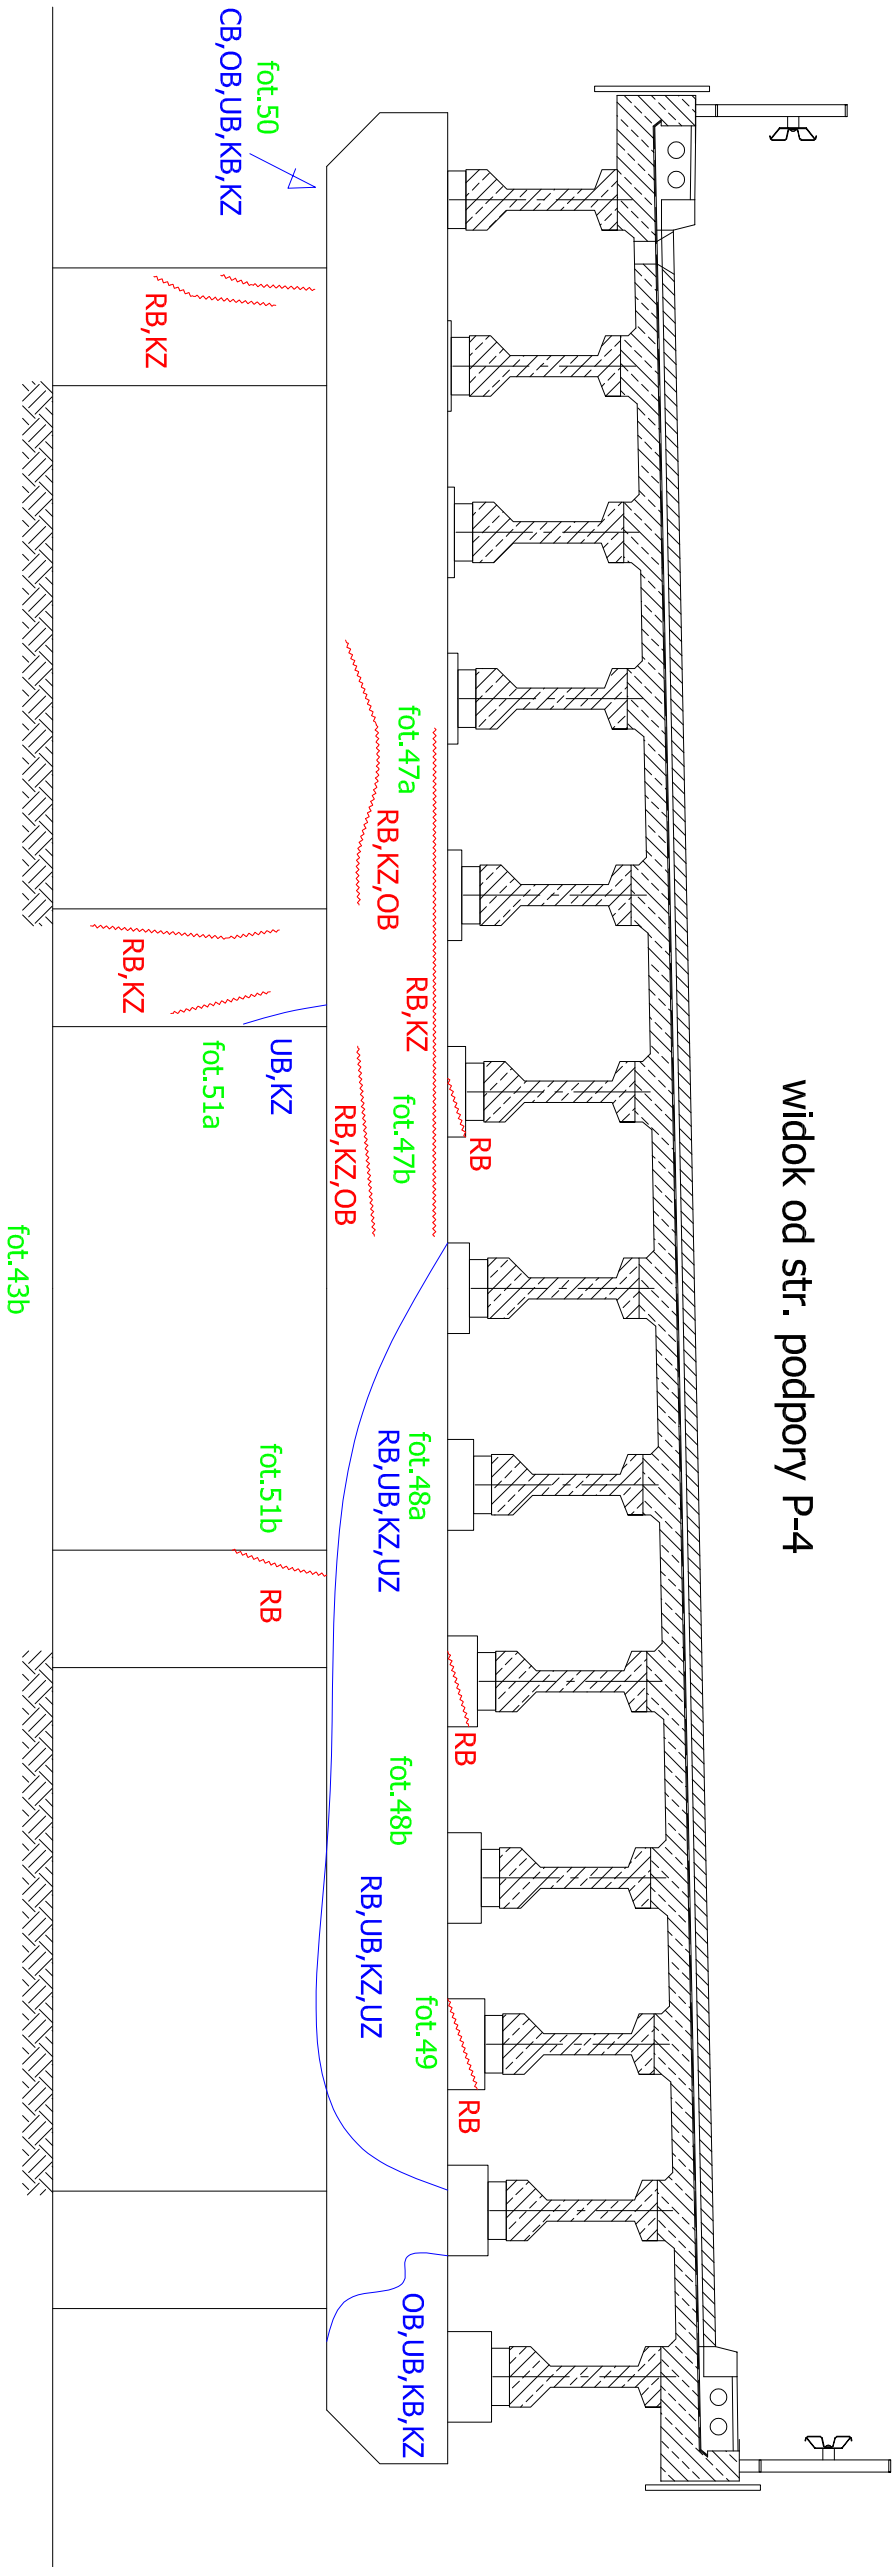 widok od str. podpory P-4
fot.50
CB,OB,UB,KB,KZ
RB,KZ
fot.47a
RB,KZ,OB
RB,KZ
fot.47b
RB,KZ,OB
RB
RB,KZ
UB,KZ
fot.51a
fot.48a
RB,UB,KZ,UZ
fot.51b
RB
RB
fot.48b
RB,UB,KZ,UZ
fot.49
RB
OB,UB,KB,KZ
fot.43b